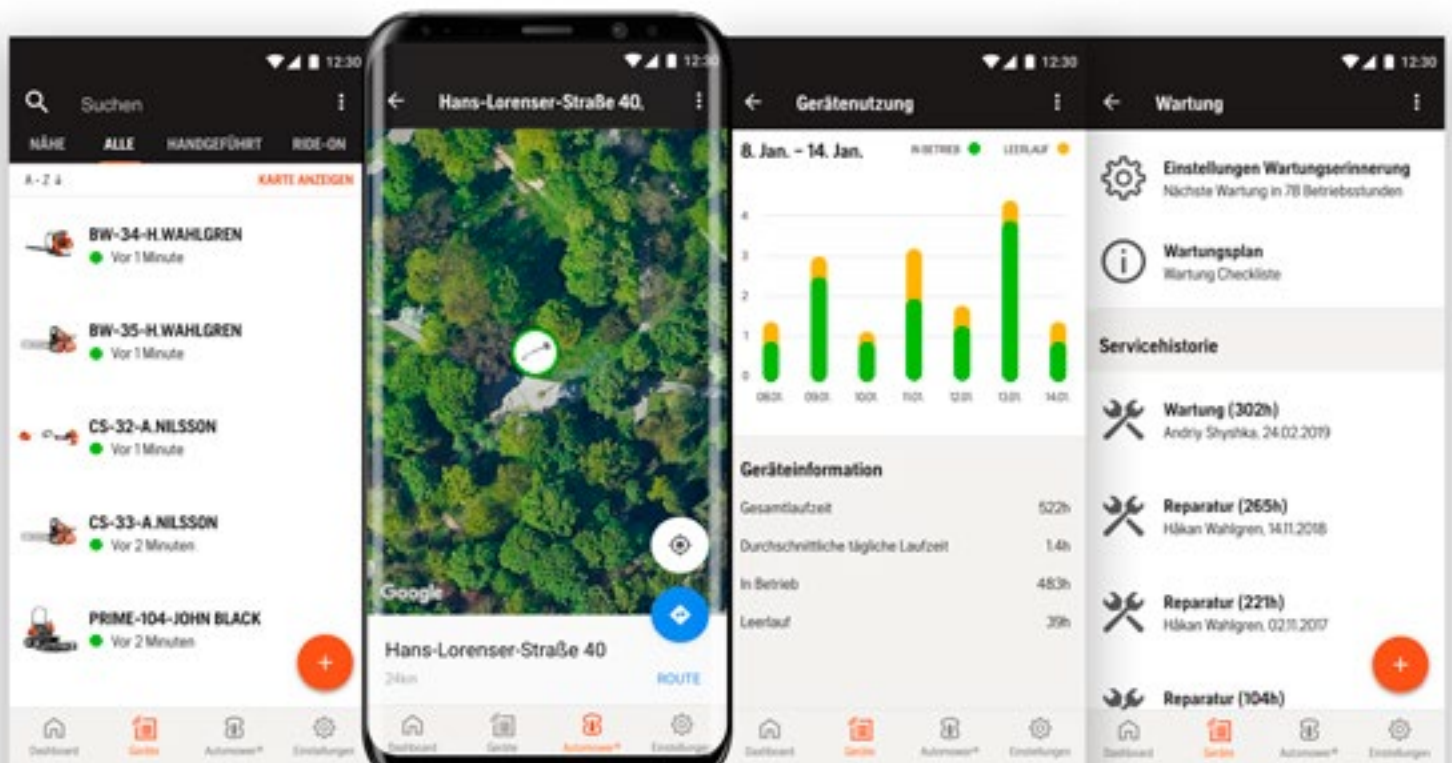 12:30
Suchen
NÄHE ALLE HANDGEFÜHRT RIDE-ON
A-Z ↓ KARTE ANZEIGEN
BW-34-H.WAHLGREN
Vor 1 Minute
BW-35-H.WAHLGREN
Vor 1 Minute
CS-32-A.NILSSON
Vor 1 Minute
CS-33-A.NILSSON
Vor 2 Minuten
PRIME-104-JOHN BLACK
Vor 2 Minuten
+
Dashboard Geräte Automower® Einstellungen
12:30
Hans-Lorenser-Straße 40,
Google
Hans-Lorenser-Straße 40
24km ROUTE
Dashboard Geräte Automower® Einstellungen
12:30
Gerätenutzung
8. Jan. - 14. Jan. IN BETRIEB LEERLAUF
4
3
2
1
0
08.01. 09.01. 10.01. 11.01. 12.01. 13.01. 14.01.
Geräteinformation
Gesamtlaufzeit 522h
Durchschnittliche tägliche Laufzeit 1.4h
In Betrieb 483h
Leerlauf 39h
Dashboard Geräte Automower® Einstellungen
12:30
Wartung
Einstellungen Wartungserinnerung
Nächste Wartung in 78 Betriebsstunden
Wartungsplan
Wartung Checkliste
Servicehistorie
Wartung (302h)
Andriy Shyshka, 24.02.2019
Reparatur (265h)
Håkan Wahlgren, 14.11.2018
Reparatur (221h)
Håkan Wahlgren, 02.11.2017
Reparatur (104h)
+
Dashboard Geräte Automower® Einstellungen